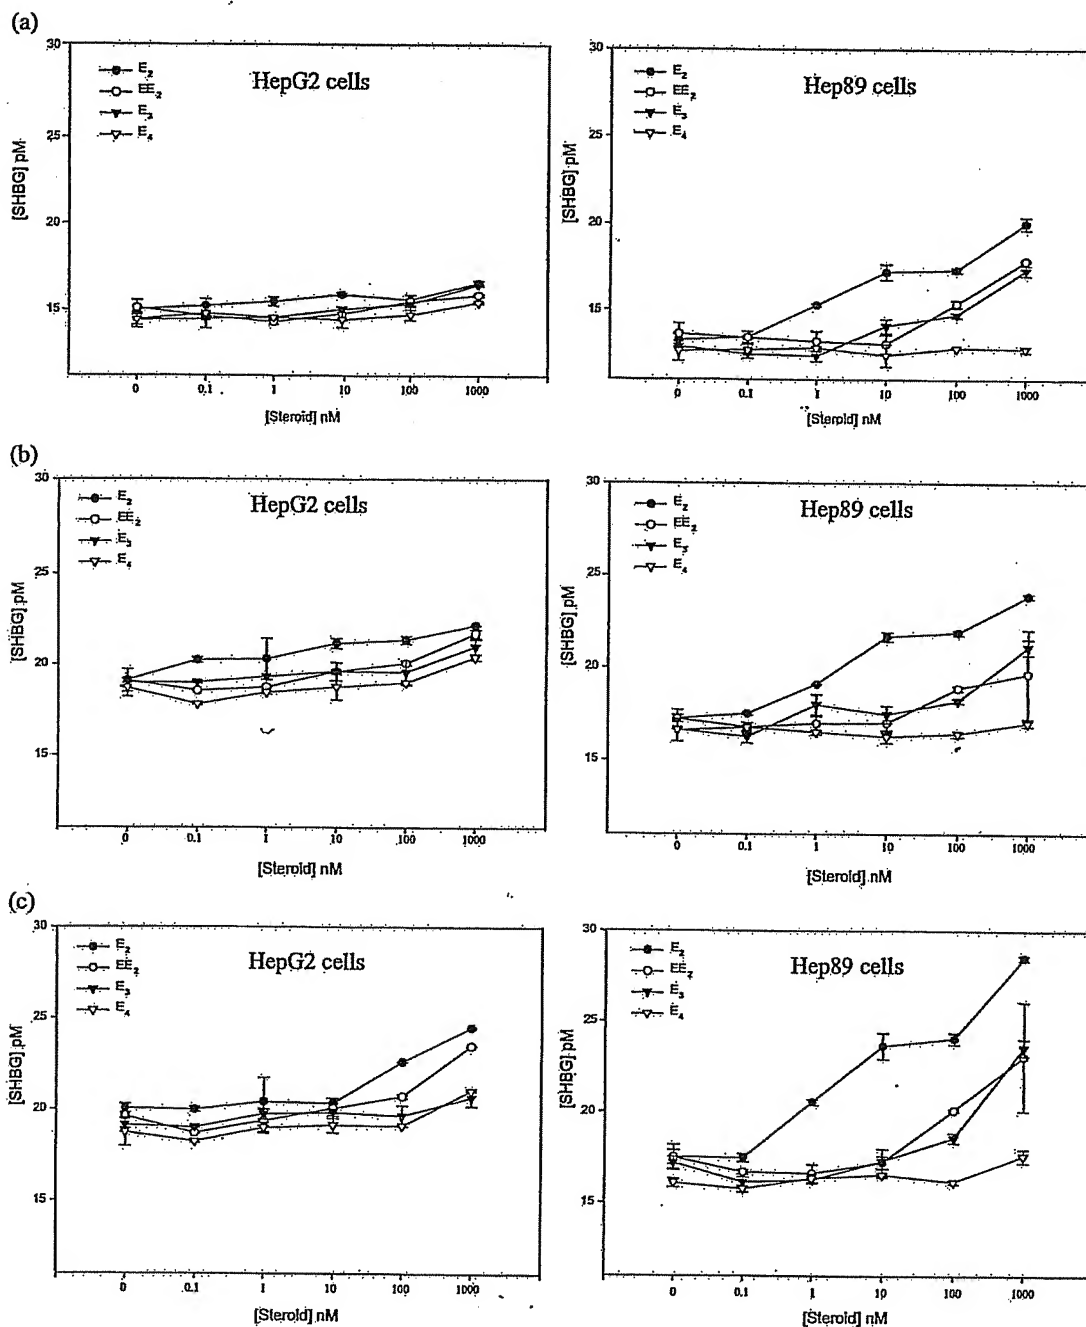 (a)
30
E2
EE2
E3
E4
HepG2 cells
25
20
15
[SHBG] pM
0 0.1 1 10 100 1000
[Steroid] nM
30
E2
EE2
E3
E4
Hep89 cells
25
20
15
[SHBG] pM
0 0.1 1 10 100 1000
[Steroid] nM
(b)
30
E2
EE2
E3
E4
HepG2 cells
25
20
15
[SHBG] pM
0 0.1 1 10 100 1000
[Steroid] nM
30
E2
EE2
E3
E4
Hep89 cells
25
20
15
[SHBG] pM
0 0.1 1 10 100 1000
[Steroid] nM
(c)
30
E2
EE2
E3
E4
HepG2 cells
25
20
15
[SHBG] pM
0 0.1 1 10 100 1000
[Steroid] nM
30
E2
EE2
E3
E4
Hep89 cells
25
20
15
[SHBG] pM
0 0.1 1 10 100 1000
[Steroid] nM